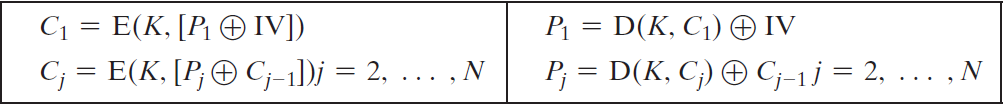 C₁ = E(K, [P₁ ⊕ IV])
Cⱼ = E(K, [Pⱼ ⊕ Cⱼ₋₁])j = 2, . . . , N
P₁ = D(K, C₁) ⊕ IV
Pⱼ = D(K, Cⱼ) ⊕ Cⱼ₋₁ j = 2, . . . , N